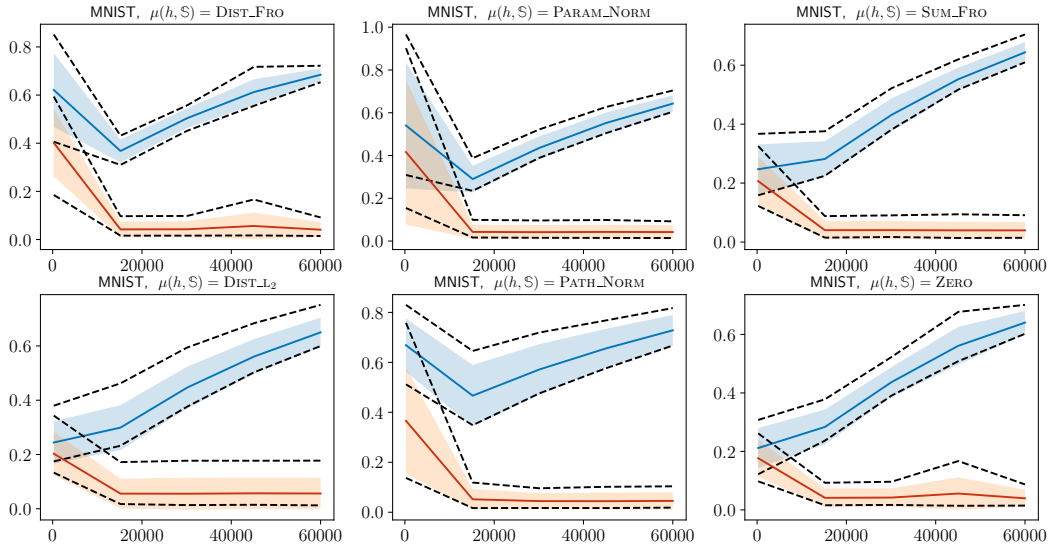 MNIST, μ(h, 𝕊) = DIST_FRO
0.8
0.6
0.4
0.2
0.0
0 20000 40000 60000
MNIST, μ(h, 𝕊) = PARAM_NORM
1.0
0.8
0.6
0.4
0.2
0.0
0 20000 40000 60000
MNIST, μ(h, 𝕊) = SUM_FRO
0.6
0.4
0.2
0.0
0 20000 40000 60000
MNIST, μ(h, 𝕊) = DIST_L₂
0.6
0.4
0.2
0.0
0 20000 40000 60000
MNIST, μ(h, 𝕊) = PATH_NORM
0.8
0.6
0.4
0.2
0.0
0 20000 40000 60000
MNIST, μ(h, 𝕊) = ZERO
0.6
0.4
0.2
0.0
0 20000 40000 60000